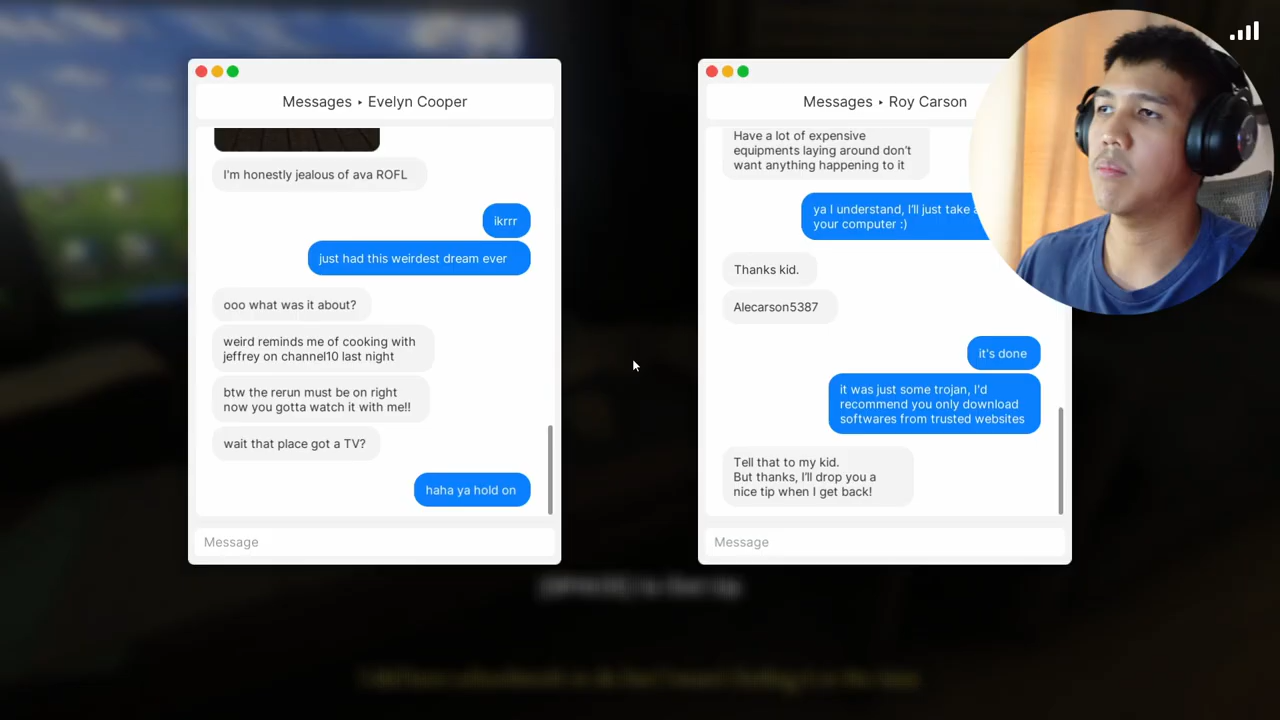 Messages ▸ Evelyn Cooper
I'm honestly jealous of ava ROFL
ikrrr
just had this weirdest dream ever
ooo what was it about?
weird reminds me of cooking with
jeffrey on channel10 last night
btw the rerun must be on right
now you gotta watch it with me!!
wait that place got a TV?
haha ya hold on
Message
Messages ▸ Roy Carson
Have a lot of expensive
equipments laying around don't
want anything happening to it
ya I understand, I'll just take
your computer :)
Thanks kid.
Alecarson5387
it's done
it was just some trojan, I'd
recommend you only download
softwares from trusted websites
Tell that to my kid.
But thanks, I'll drop you a
nice tip when I get back!
Message